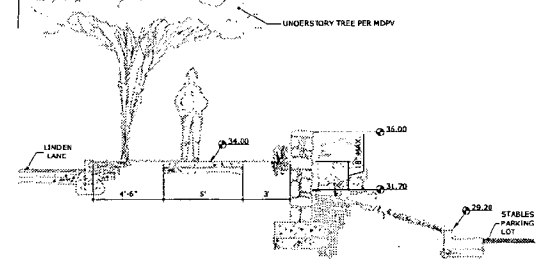 UNDERSTORY TREE PER MDPV
34.00
36.00
18" MAX.
LINDEN
LANE
4'-6"
5'
3'
31.70
29.20
STABLES
PARKING
LOT